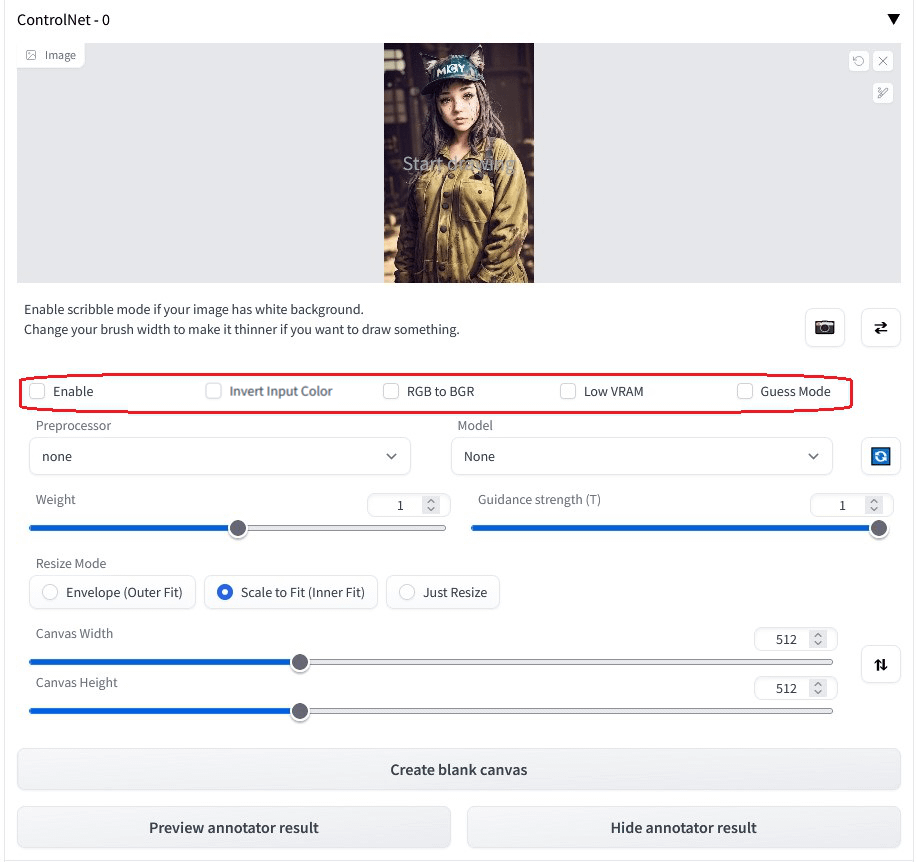 ControlNet - 0
Image
Start drawing
Enable scribble mode if your image has white background.
Change your brush width to make it thinner if you want to draw something.
Enable Invert Input Color RGB to BGR Low VRAM Guess Mode
Preprocessor Model
none None
Weight 1 Guidance strength (T) 1
Resize Mode
Envelope (Outer Fit) Scale to Fit (Inner Fit) Just Resize
Canvas Width 512
Canvas Height 512
Create blank canvas
Preview annotator result Hide annotator result